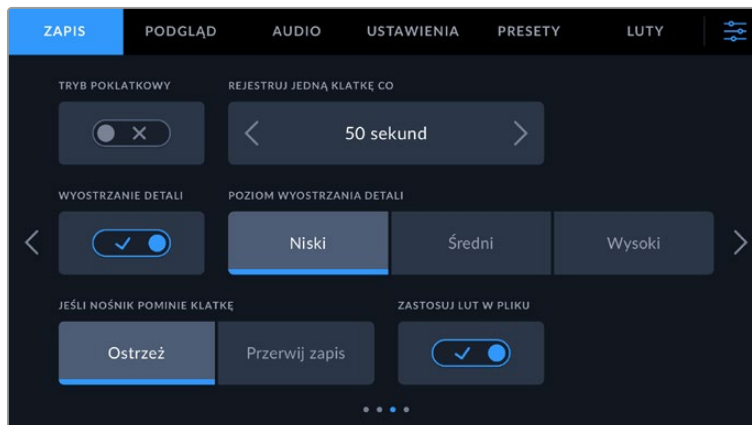 ZAPIS PODGLĄD AUDIO USTAWIENIA PRESETY LUTY
TRYB POKLATKOWY REJESTRUJ JEDNĄ KLATKĘ CO
50 sekund
WYOSTRZANIE DETALI POZIOM WYOSTRZANIA DETALI
Niski Średni Wysoki
JEŚLI NOŚNIK POMINIE KLATKĘ ZASTOSUJ LUT W PLIKU
Ostrzeż Przerwij zapis